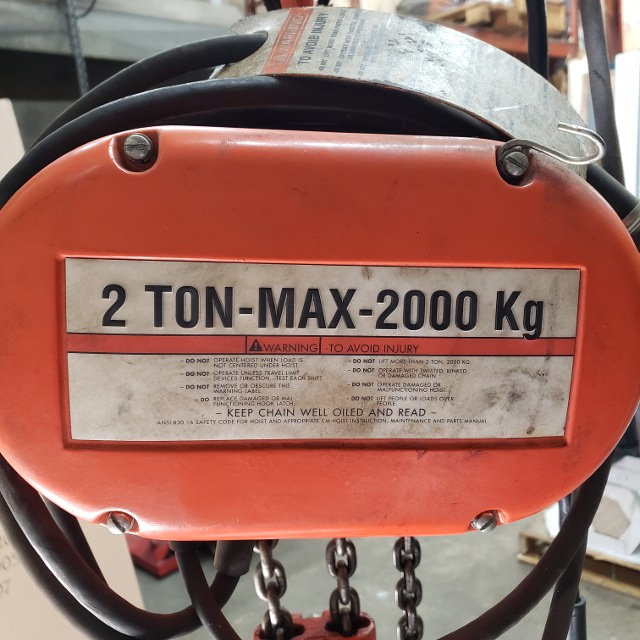 WARNING
TO AVOID INJURY
2 TON-MAX-2000 Kg
WARNING -TO AVOID INJURY
- DO NOT OPERATE HOIST WHEN LOAD IS
NOT CENTERED UNDER HOIST.
- DO NOT OPERATE UNLESS TRAVEL LIMIT
DEVICES FUNCTION, -TEST EACH SHIFT.
- DO NOT REMOVE OR OBSCURE THIS
WARNING LABEL.
- DO REPLACE DAMAGED OR MAL
FUNCTIONING HOOK LATCH.
- DO NOT LIFT MORE THAN 2 TON, 2000 KG.
- DO NOT OPERATE WITH TWISTED, KINKED
OR DAMAGED CHAIN.
- DO NOT OPERATE DAMAGED OR
MALFUNCTIONING HOIST.
- DO NOT LIFT PEOPLE OR LOADS OVER
PEOPLE.
- KEEP CHAIN WELL OILED AND READ -
ANSI B30.16 SAFETY CODE FOR HOIST AND APPROPRIATE CM HOIST INSTRUCTION, MAINTENANCE AND PARTS MANUAL.